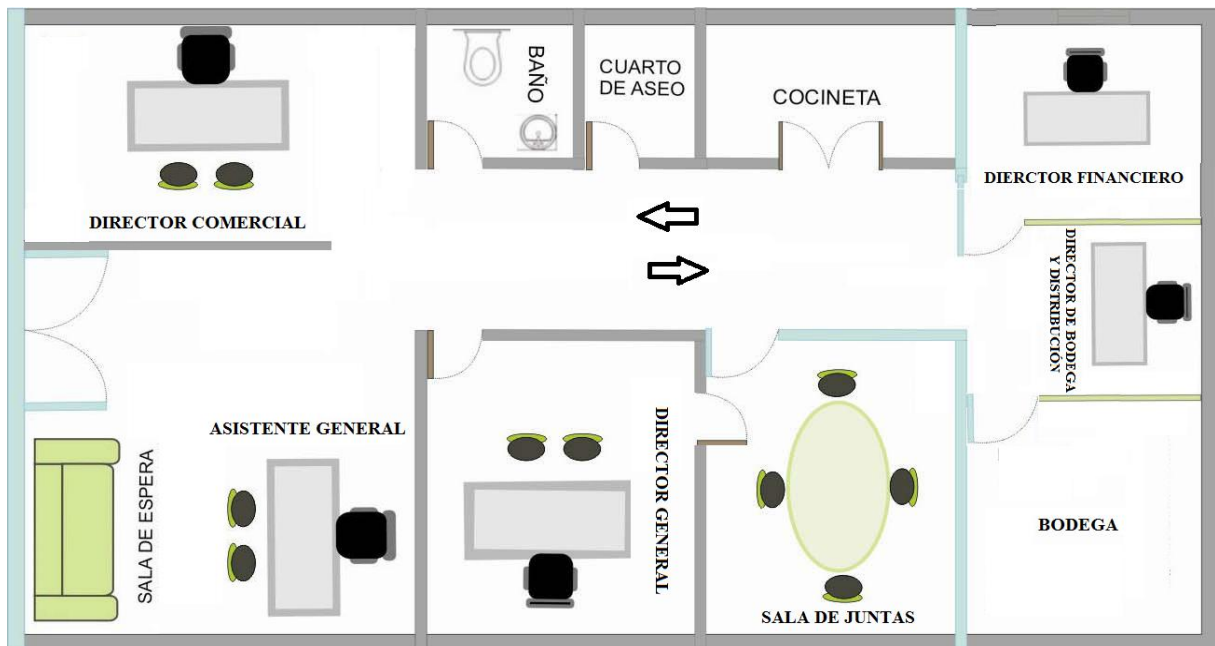 BAÑO
CUARTO
DE ASEO
COCINETA
DIERCTOR FINANCIERO
DIRECTOR COMERCIAL
DIRECTOR DE BODEGA
Y DISTRIBUCIÓN
ASISTENTE GENERAL
SALA DE ESPERA
DIRECTOR GENERAL
BODEGA
SALA DE JUNTAS